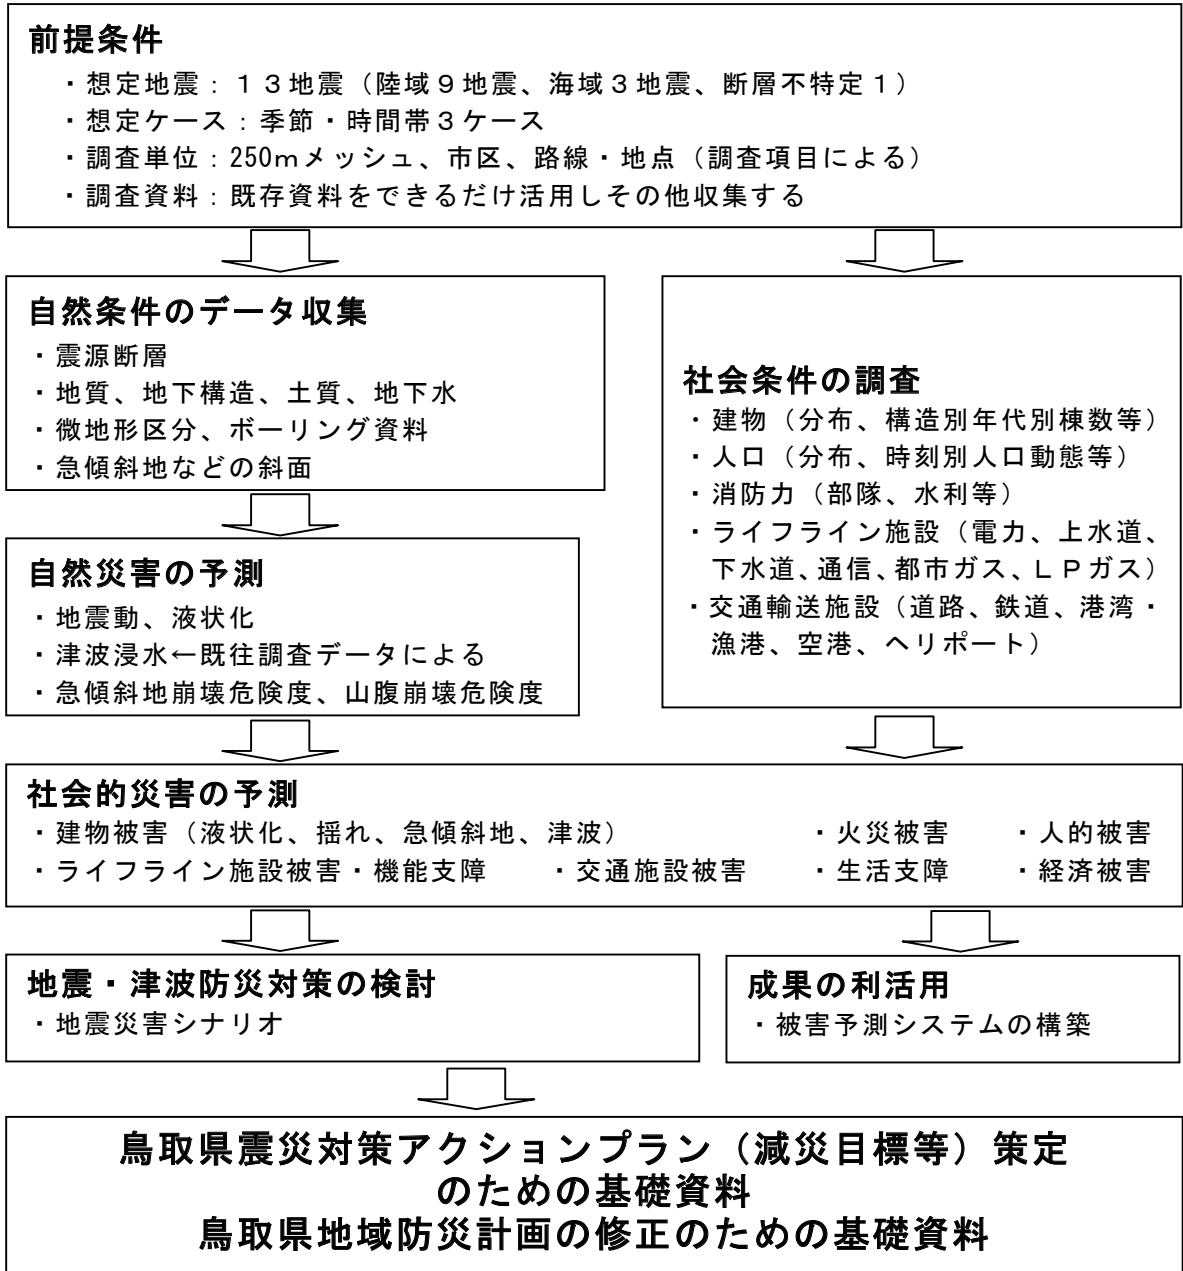 前提条件
・想定地震：１３地震（陸域９地震、海域３地震、断層不特定１）
・想定ケース：季節・時間帯３ケース
・調査単位：250ｍメッシュ、市区、路線・地点（調査項目による）
・調査資料：既存資料をできるだけ活用しその他収集する
自然条件のデータ収集
・震源断層
・地質、地下構造、土質、地下水
・微地形区分、ボーリング資料
・急傾斜地などの斜面
自然災害の予測
・地震動、液状化
・津波浸水←既往調査データによる
・急傾斜地崩壊危険度、山腹崩壊危険度
社会条件の調査
・建物（分布、構造別年代別棟数等）
・人口（分布、時刻別人口動態等）
・消防力（部隊、水利等）
・ライフライン施設（電力、上水道、
下水道、通信、都市ガス、ＬＰガス）
・交通輸送施設（道路、鉄道、港湾・
漁港、空港、ヘリポート）
社会的災害の予測
・建物被害（液状化、揺れ、急傾斜地、津波） ・火災被害 ・人的被害
・ライフライン施設被害・機能支障 ・交通施設被害 ・生活支障 ・経済被害
地震・津波防災対策の検討
・地震災害シナリオ
成果の利活用
・被害予測システムの構築
鳥取県震災対策アクションプラン（減災目標等）策定
のための基礎資料
鳥取県地域防災計画の修正のための基礎資料